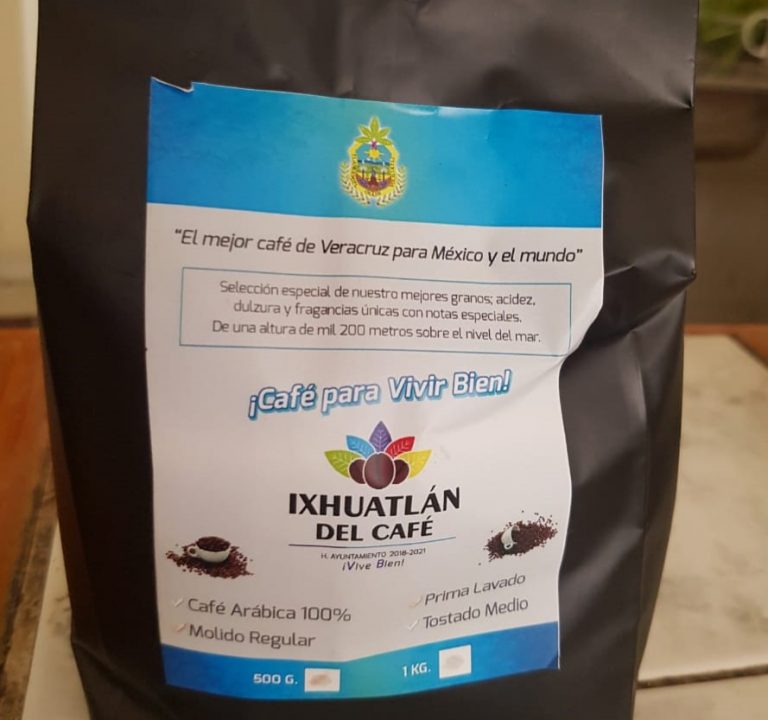 "El mejor café de Veracruz para México y el mundo"
Selección especial de nuestro mejores granos; acidez,
dulzura y fragancias únicas con notas especiales.
De una altura de mil 200 metros sobre el nivel del mar.
¡Café para Vivir Bien!
IXHUATLÁN
DEL CAFÉ
H. AYUNTAMIENTO 2018-2021
¡Vive Bien!
Café Arábica 100%
Molido Regular
Prima Lavado
Tostado Medio
500 G.
1 KG.